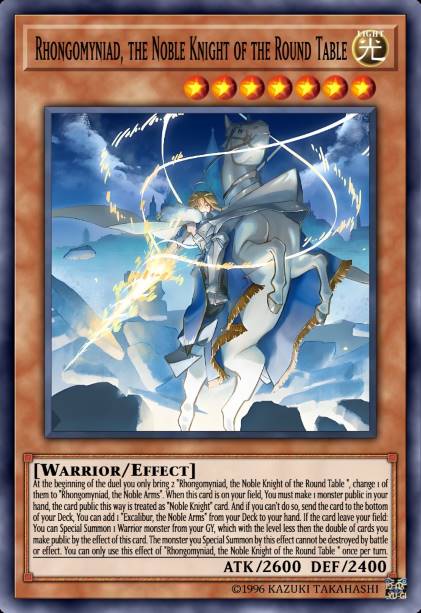 Rhongomyniad, the Noble Knight of the Round Table
LIGHT
光
[Warrior/Effect]
At the beginning of the duel you only bring 2 "Rhongomyniad, the Noble Knight of the Round Table ", change 1 of
them to "Rhongomyniad, the Noble Arms". When this card is on your field, You must make 1 monster public in your
hand, the card public this way is treated as "Noble Knight" card. And if you can't do so, send the card to the bottom
of your Deck, You can add 1 "Excalibur, the Noble Arms" from your Deck to your hand. If the card leave your field:
You can Special Summon 1 Warrior monster from your GY, which with the level less then the double of cards you
make public by the effect of this card. The monster you Special Summon by this effect cannot be destroyed by battle
or effect. You can only use this effect of "Rhongomyniad, the Noble Knight of the Round Table " once per turn.
ATK/2600 DEF/2400
©1996 KAZUKI TAKAHASHI